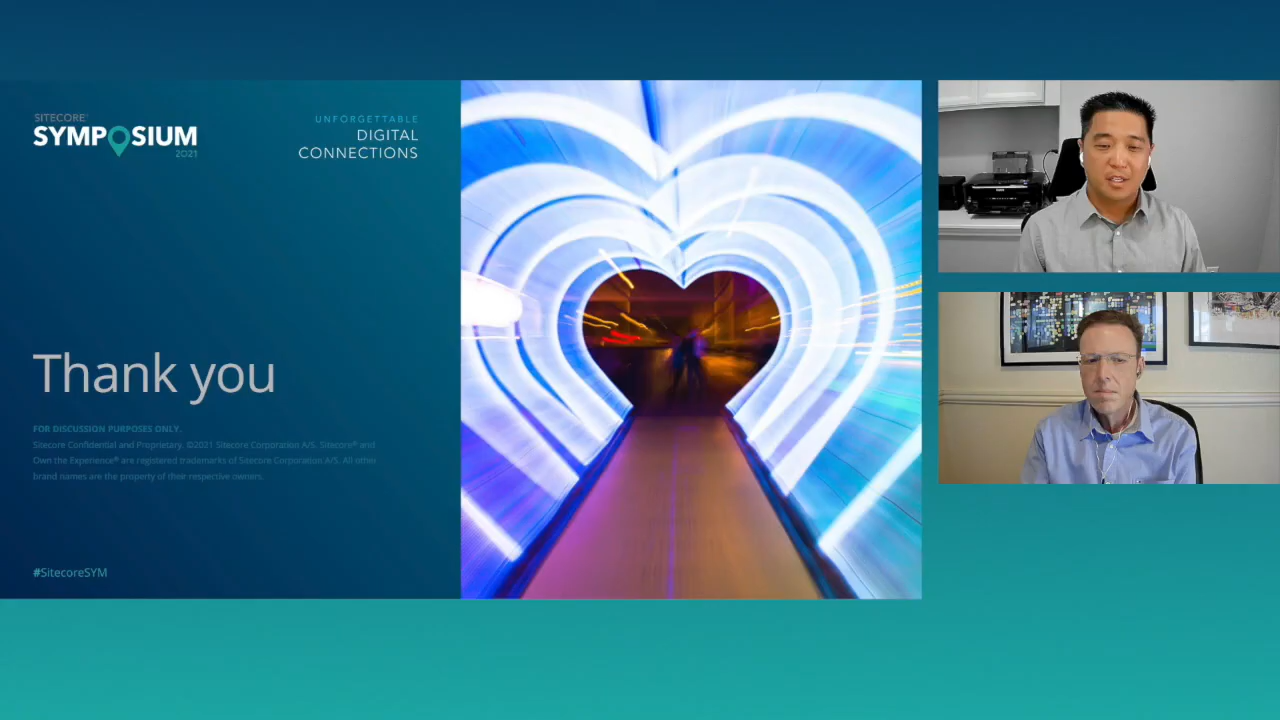 SITECORE®
SYMPOSIUM
2021
UNFORGETTABLE
DIGITAL
CONNECTIONS
Thank you
FOR DISCUSSION PURPOSES ONLY.
Sitecore Confidential and Proprietary. ©2021 Sitecore Corporation A/S. Sitecore® and
Own the Experience® are registered trademarks of Sitecore Corporation A/S. All other
brand names are the property of their respective owners.
#SitecoreSYM